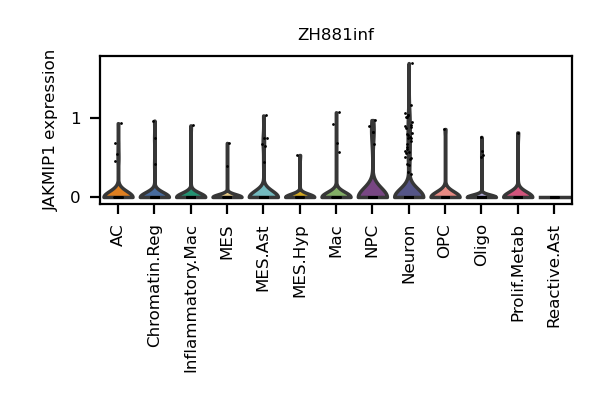 ZH881inf
JAKMIP1 expression
1
0
AC
Chromatin.Reg
Inflammatory.Mac
MES
MES.Ast
MES.Hyp
Mac
NPC
Neuron
OPC
Oligo
Prolif.Metab
Reactive.Ast